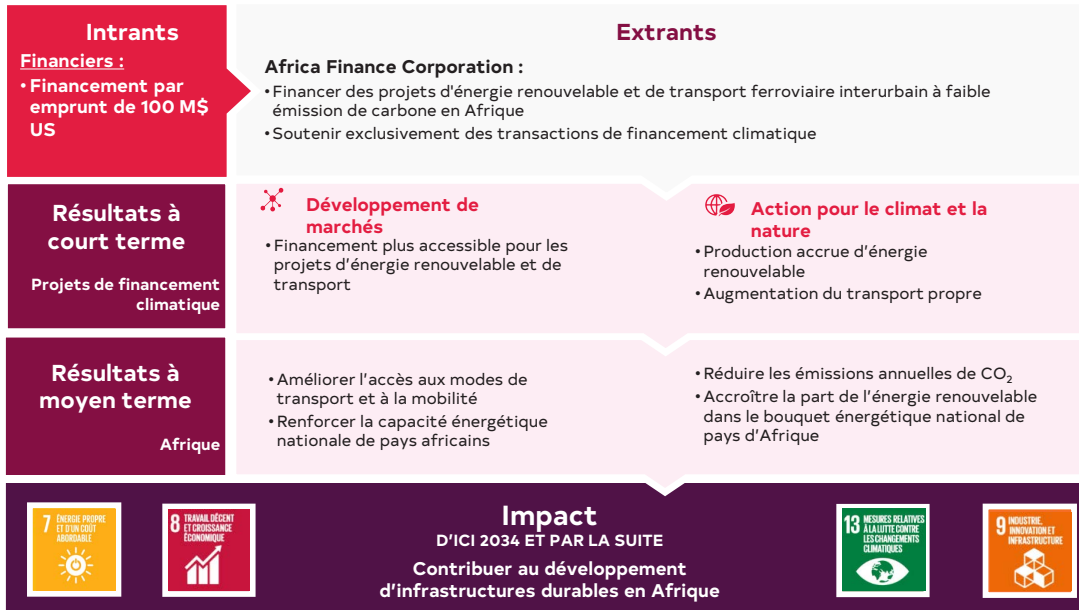 Intrants
Financiers :
• Financement par
emprunt de 100 M$
US
Extrants
Africa Finance Corporation :
• Financer des projets d'énergie renouvelable et de transport ferroviaire interurbain à faible
émission de carbone en Afrique
• Soutenir exclusivement des transactions de financement climatique
Résultats à
court terme
Projets de financement
climatique
Développement de
marchés
• Financement plus accessible pour les
projets d’énergie renouvelable et de
transport
Action pour le climat et la
nature
• Production accrue d’énergie
renouvelable
• Augmentation du transport propre
Résultats à
moyen terme
Afrique
• Améliorer l’accès aux modes de
transport et à la mobilité
• Renforcer la capacité énergétique
nationale de pays africains
• Réduire les émissions annuelles de CO₂
• Accroître la part de l’énergie renouvelable
dans le bouquet énergétique national de
pays d’Afrique
7 ÉNERGIE PROPRE
ET D'UN COÛT
ABORDABLE
8 TRAVAIL DÉCENT
ET CROISSANCE
ÉCONOMIQUE
Impact
D’ICI 2034 ET PAR LA SUITE
Contribuer au développement
d’infrastructures durables en Afrique
13 MESURES RELATIVES
À LA LUTTE CONTRE
LES CHANGEMENTS
CLIMATIQUES
9 INDUSTRIE,
INNOVATION ET
INFRASTRUCTURE